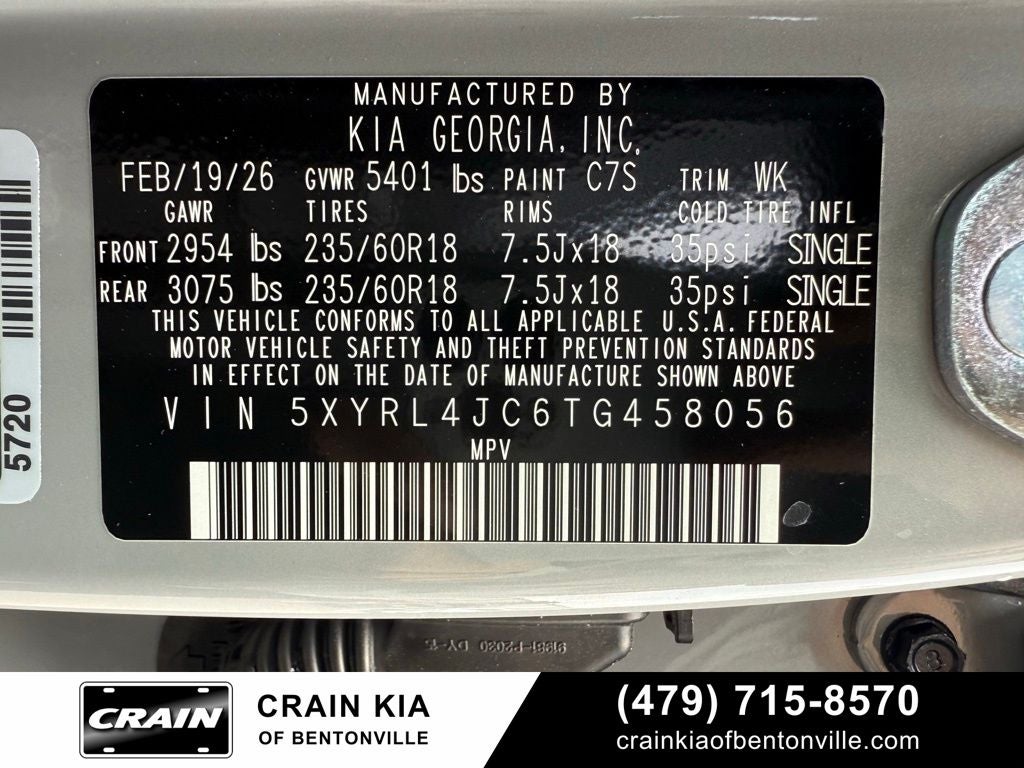 MANUFACTURED BY
KIA GEORGIA, INC.
FEB/19/26 GVWR 5401 lbs PAINT C7S TRIM WK
GAWR TIRES RIMS COLD TIRE INFL
FRONT 2954 lbs 235/60R18 7.5Jx18 35psi SINGLE
REAR 3075 lbs 235/60R18 7.5Jx18 35psi SINGLE
THIS VEHICLE CONFORMS TO ALL APPLICABLE U.S.A. FEDERAL
MOTOR VEHICLE SAFETY AND THEFT PREVENTION STANDARDS
IN EFFECT ON THE DATE OF MANUFACTURE SHOWN ABOVE
VIN 5XYRL4JC6TG458056
MPV
5720
91981-P2030 DY-15
CRAIN
CRAIN KIA
OF BENTONVILLE
(479) 715-8570
crainkiaofbentonville.com